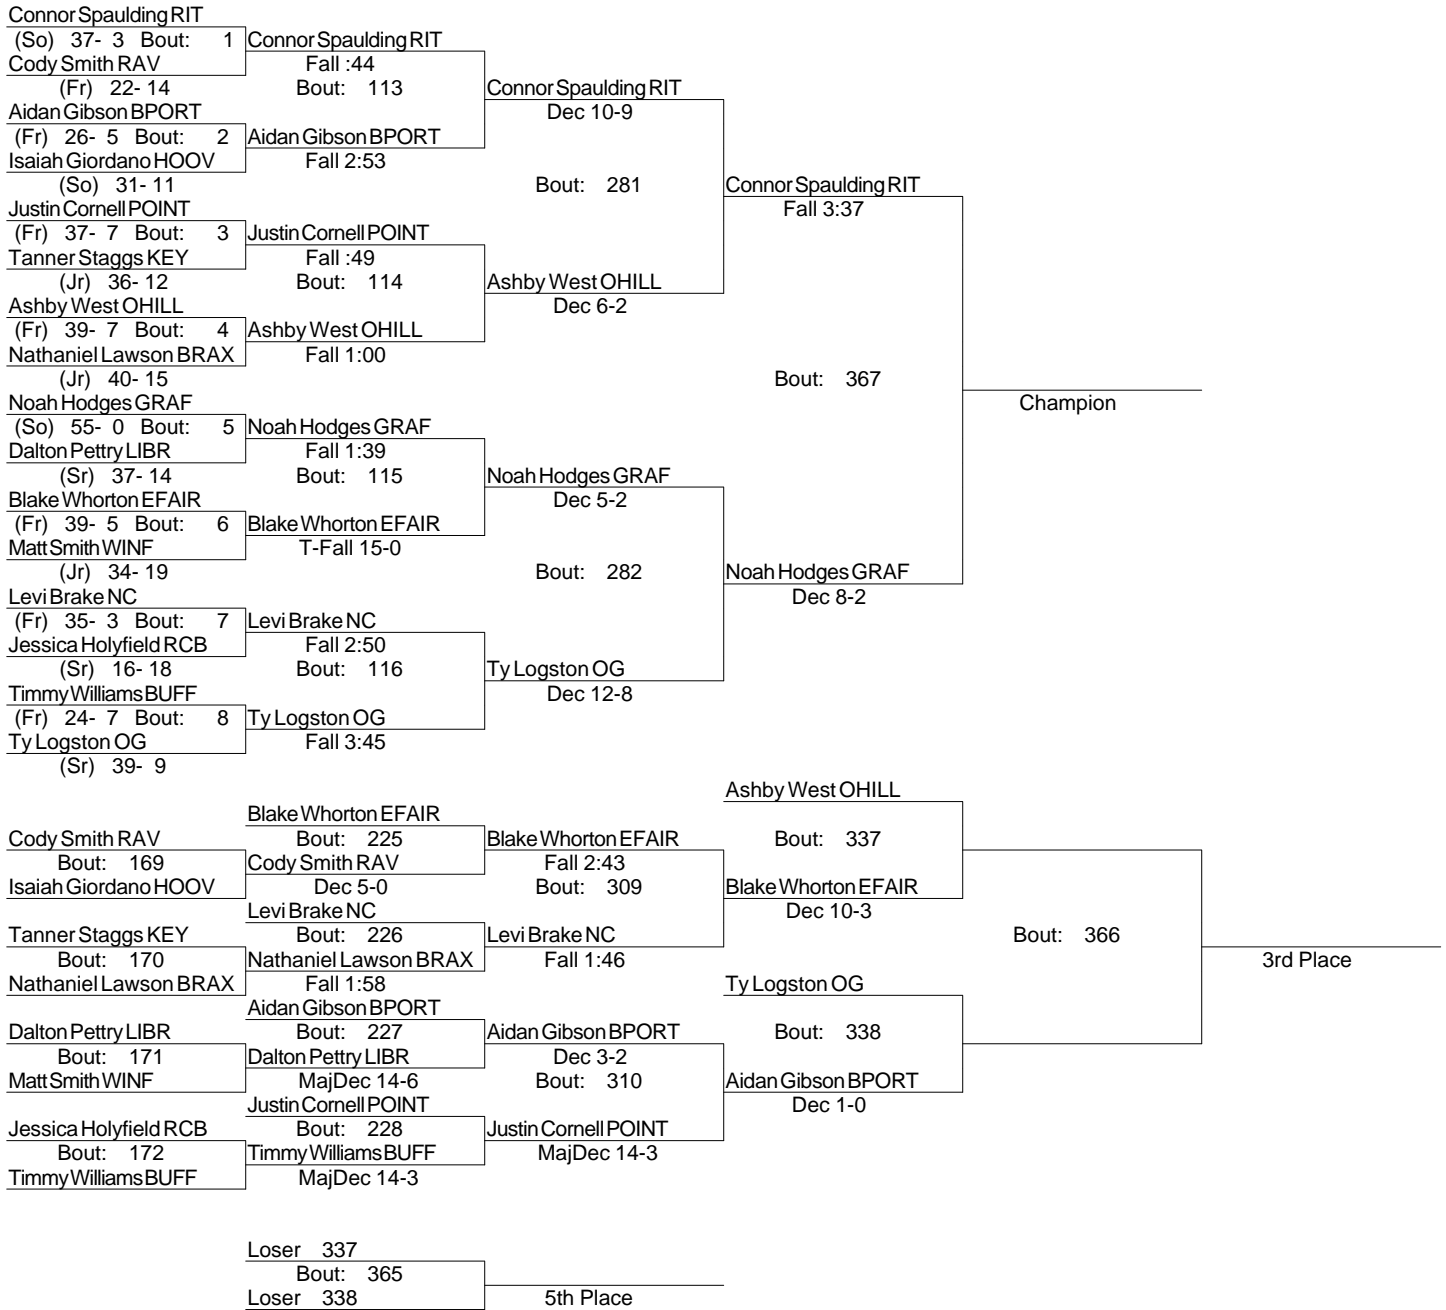 Connor Spaulding RIT
(So) 37- 3 Bout: 1 Connor Spaulding RIT
Cody Smith RAV Fall :44
(Fr) 22- 14 Bout: 113 Connor Spaulding RIT
Aidan Gibson BPORT Dec 10-9
(Fr) 26- 5 Bout: 2 Aidan Gibson BPORT
Isaiah Giordano HOOV Fall 2:53
(So) 31- 11 Bout: 281 Connor Spaulding RIT
Justin Cornell POINT Fall 3:37
(Fr) 37- 7 Bout: 3 Justin Cornell POINT
Tanner Staggs KEY Fall :49
(Jr) 36- 12 Bout: 114 Ashby West OHILL
Ashby West OHILL Dec 6-2
(Fr) 39- 7 Bout: 4 Ashby West OHILL
Nathaniel Lawson BRAX Fall 1:00
(Jr) 40- 15 Bout: 367
Noah Hodges GRAF Champion
(So) 55- 0 Bout: 5 Noah Hodges GRAF
Dalton Pettry LIBR Fall 1:39
(Sr) 37- 14 Bout: 115 Noah Hodges GRAF
Blake Whorton EFAIR Dec 5-2
(Fr) 39- 5 Bout: 6 Blake Whorton EFAIR
Matt Smith WINF T-Fall 15-0
(Jr) 34- 19 Bout: 282 Noah Hodges GRAF
Levi Brake NC Dec 8-2
(Fr) 35- 3 Bout: 7 Levi Brake NC
Jessica Holyfield RCB Fall 2:50
(Sr) 16- 18 Bout: 116 Ty Logston OG
Timmy Williams BUFF Dec 12-8
(Fr) 24- 7 Bout: 8 Ty Logston OG
Ty Logston OG Fall 3:45
(Sr) 39- 9
Ashby West OHILL
Blake Whorton EFAIR
Cody Smith RAV Bout: 225 Blake Whorton EFAIR Bout: 337
Bout: 169 Cody Smith RAV Fall 2:43
Isaiah Giordano HOOV Dec 5-0 Bout: 309 Blake Whorton EFAIR
Levi Brake NC Dec 10-3
Tanner Staggs KEY Bout: 226 Levi Brake NC Bout: 366
Bout: 170 Nathaniel Lawson BRAX Fall 1:46 3rd Place
Nathaniel Lawson BRAX Fall 1:58 Ty Logston OG
Aidan Gibson BPORT
Dalton Pettry LIBR Bout: 227 Aidan Gibson BPORT Bout: 338
Bout: 171 Dalton Pettry LIBR Dec 3-2
Matt Smith WINF MajDec 14-6 Bout: 310 Aidan Gibson BPORT
Justin Cornell POINT Dec 1-0
Jessica Holyfield RCB Bout: 228 Justin Cornell POINT
Bout: 172 Timmy Williams BUFF MajDec 14-3
Timmy Williams BUFF MajDec 14-3
Loser 337
Bout: 365
Loser 338 5th Place